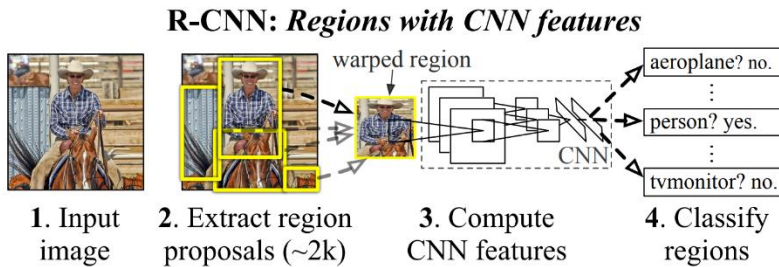 R-CNN: Regions with CNN features
warped region
aeroplane? no.
⋮
person? yes.
⋮
tvmonitor? no.
CNN
1. Input
image
2. Extract region
proposals (~2k)
3. Compute
CNN features
4. Classify
regions